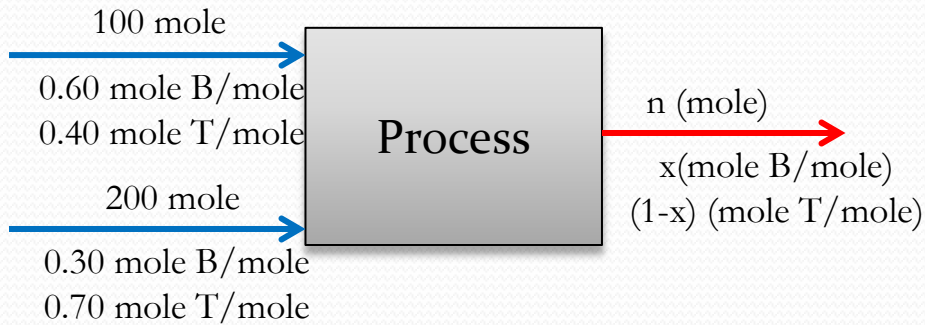 100 mole
0.60 mole B/mole
0.40 mole T/mole
200 mole
0.30 mole B/mole
0.70 mole T/mole
Process
n (mole)
x(mole B/mole)
(1-x) (mole T/mole)